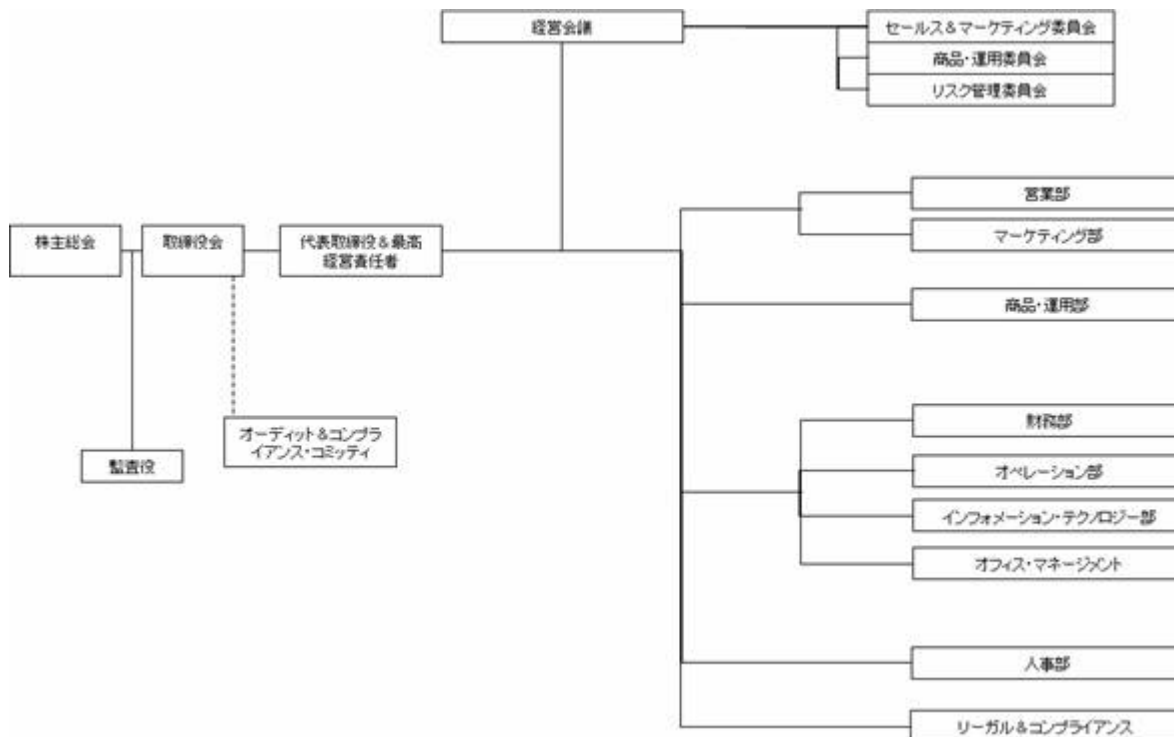 経営会議
セールス&マーケティング委員会
商品・運用委員会
リスク管理委員会
営業部
マーケティング部
株主総会
取締役会
代表取締役&最高
経営責任者
商品・運用部
財務部
オーディット&コンプラ
イアンス・コミッティ
監査役
オペレーション部
インフォメーション・テクノロジー部
オフィス・マネージメント
人事部
リーガル&コンプライアンス